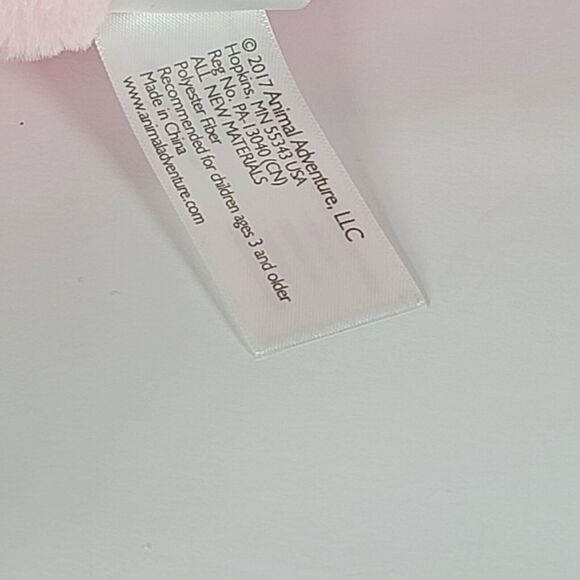 © 2017 Animal Adventure, LLC
Hopkins, MN 55343 USA
Reg No. PA-13040 (CN)
ALL NEW MATERIALS
Polyester Fiber
Recommended for children ages 3 and older
Made in China
www.animaladventure.com